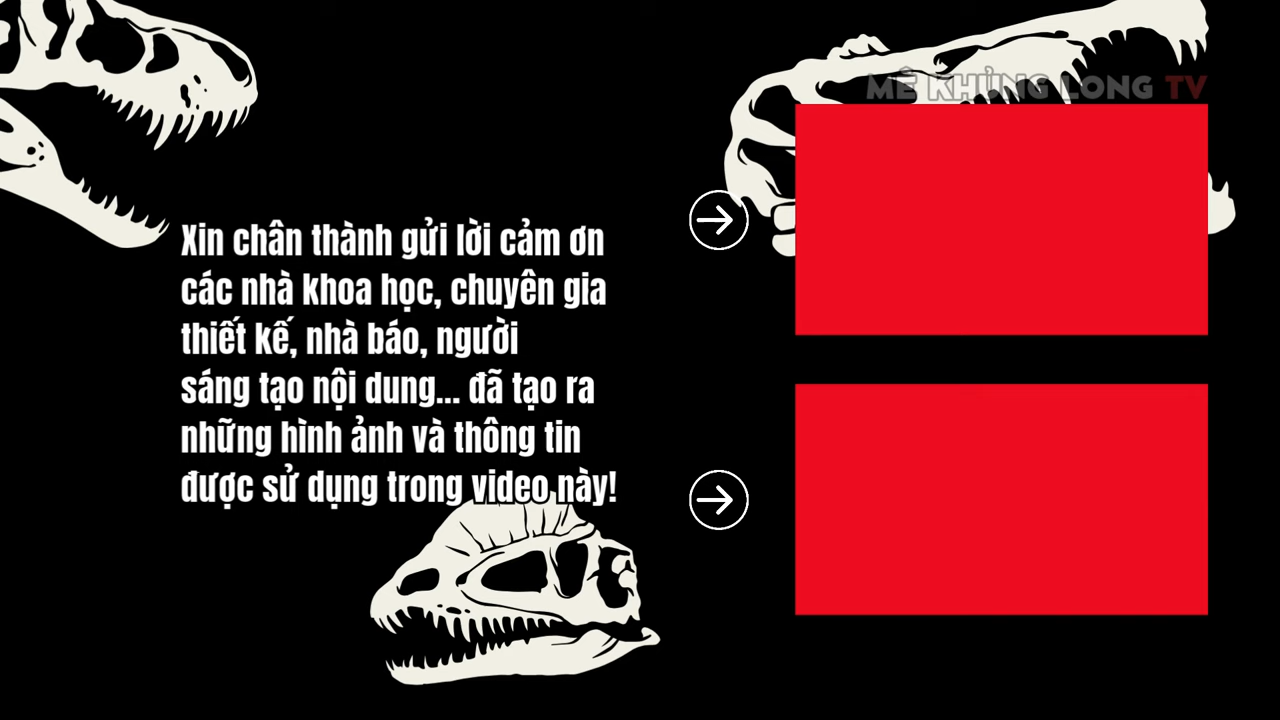 MÊ KHỦNG LONG TV
Xin chân thành gửi lời cảm ơn
các nhà khoa học, chuyên gia
thiết kế, nhà báo, người
sáng tạo nội dung... đã tạo ra
những hình ảnh và thông tin
được sử dụng trong video này!